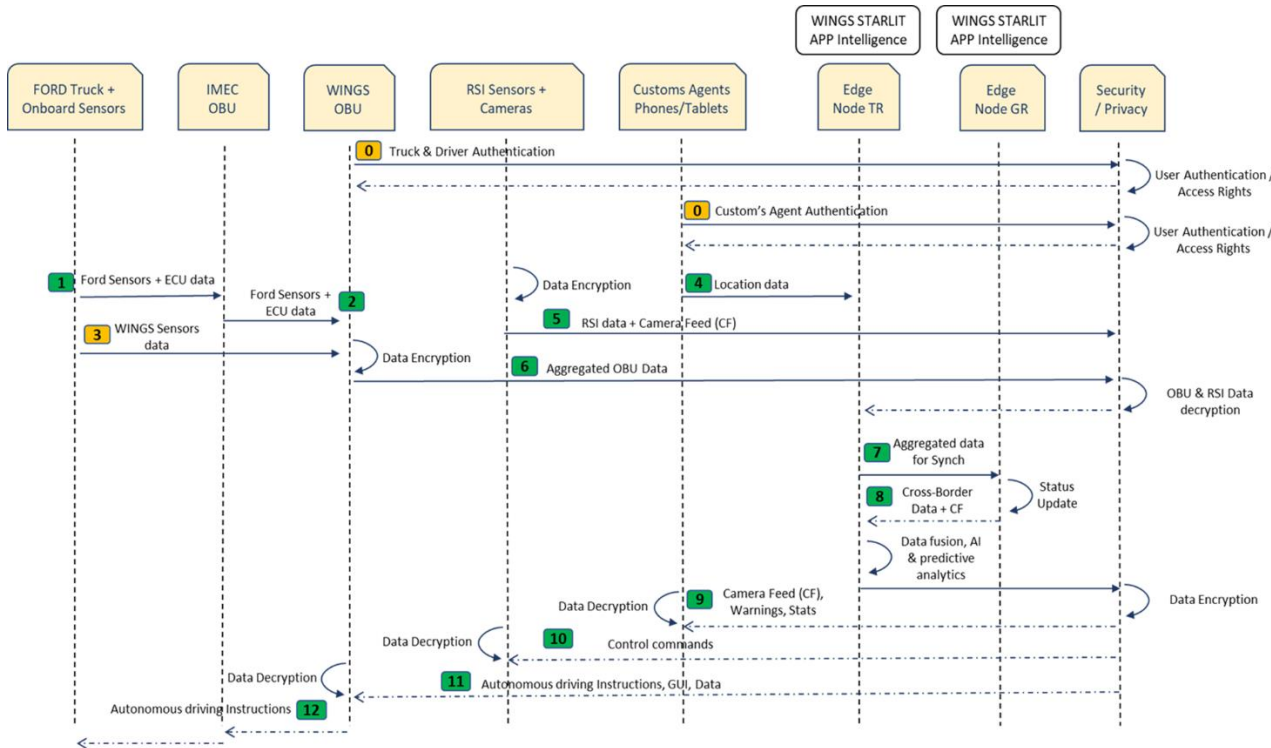 WINGS STARLIT
APP Intelligence
WINGS STARLIT
APP Intelligence
FORD Truck +
Onboard Sensors
IMEC
OBU
WINGS
OBU
RSI Sensors +
Cameras
Customs Agents
Phones/Tablets
Edge
Node TR
Edge
Node GR
Security
/ Privacy
0 Truck & Driver Authentication
User Authentication /
Access Rights
0 Custom's Agent Authentication
User Authentication /
Access Rights
1 Ford Sensors + ECU data
Ford Sensors +
ECU data
2
Data Encryption
4 Location data
5
RSI data + Camera Feed (CF)
3 WINGS Sensors
data
Data Encryption
6 Aggregated OBU Data
OBU & RSI Data
decryption
7 Aggregated data
for Synch
8 Cross-Border
Data + CF
Status
Update
Data fusion, AI
& predictive
analytics
Data Encryption
9 Camera Feed (CF),
Warnings, Stats
Data Decryption
10 Control commands
Data Decryption
11 Autonomous driving Instructions, GUI, Data
Data Decryption
Autonomous driving Instructions 12